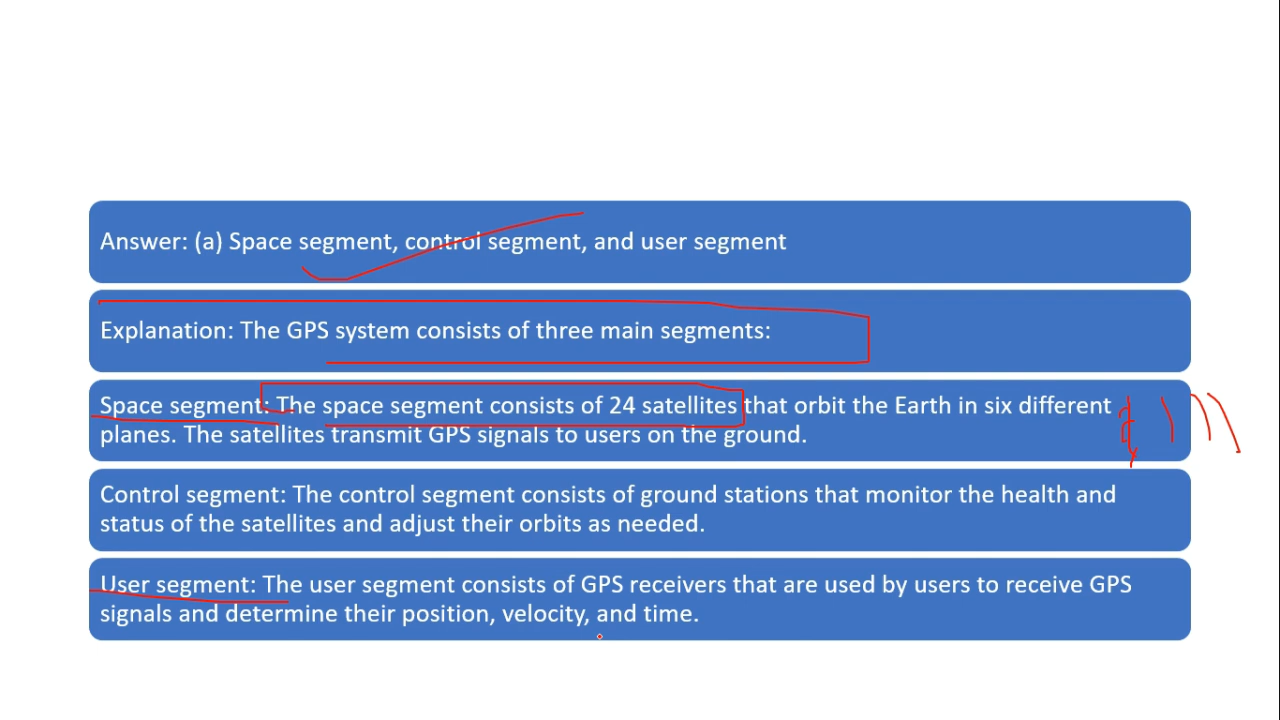 Answer: (a) Space segment, control segment, and user segment
Explanation: The GPS system consists of three main segments:
Space segment: The space segment consists of 24 satellites that orbit the Earth in six different
planes. The satellites transmit GPS signals to users on the ground.
Control segment: The control segment consists of ground stations that monitor the health and
status of the satellites and adjust their orbits as needed.
User segment: The user segment consists of GPS receivers that are used by users to receive GPS
signals and determine their position, velocity, and time.